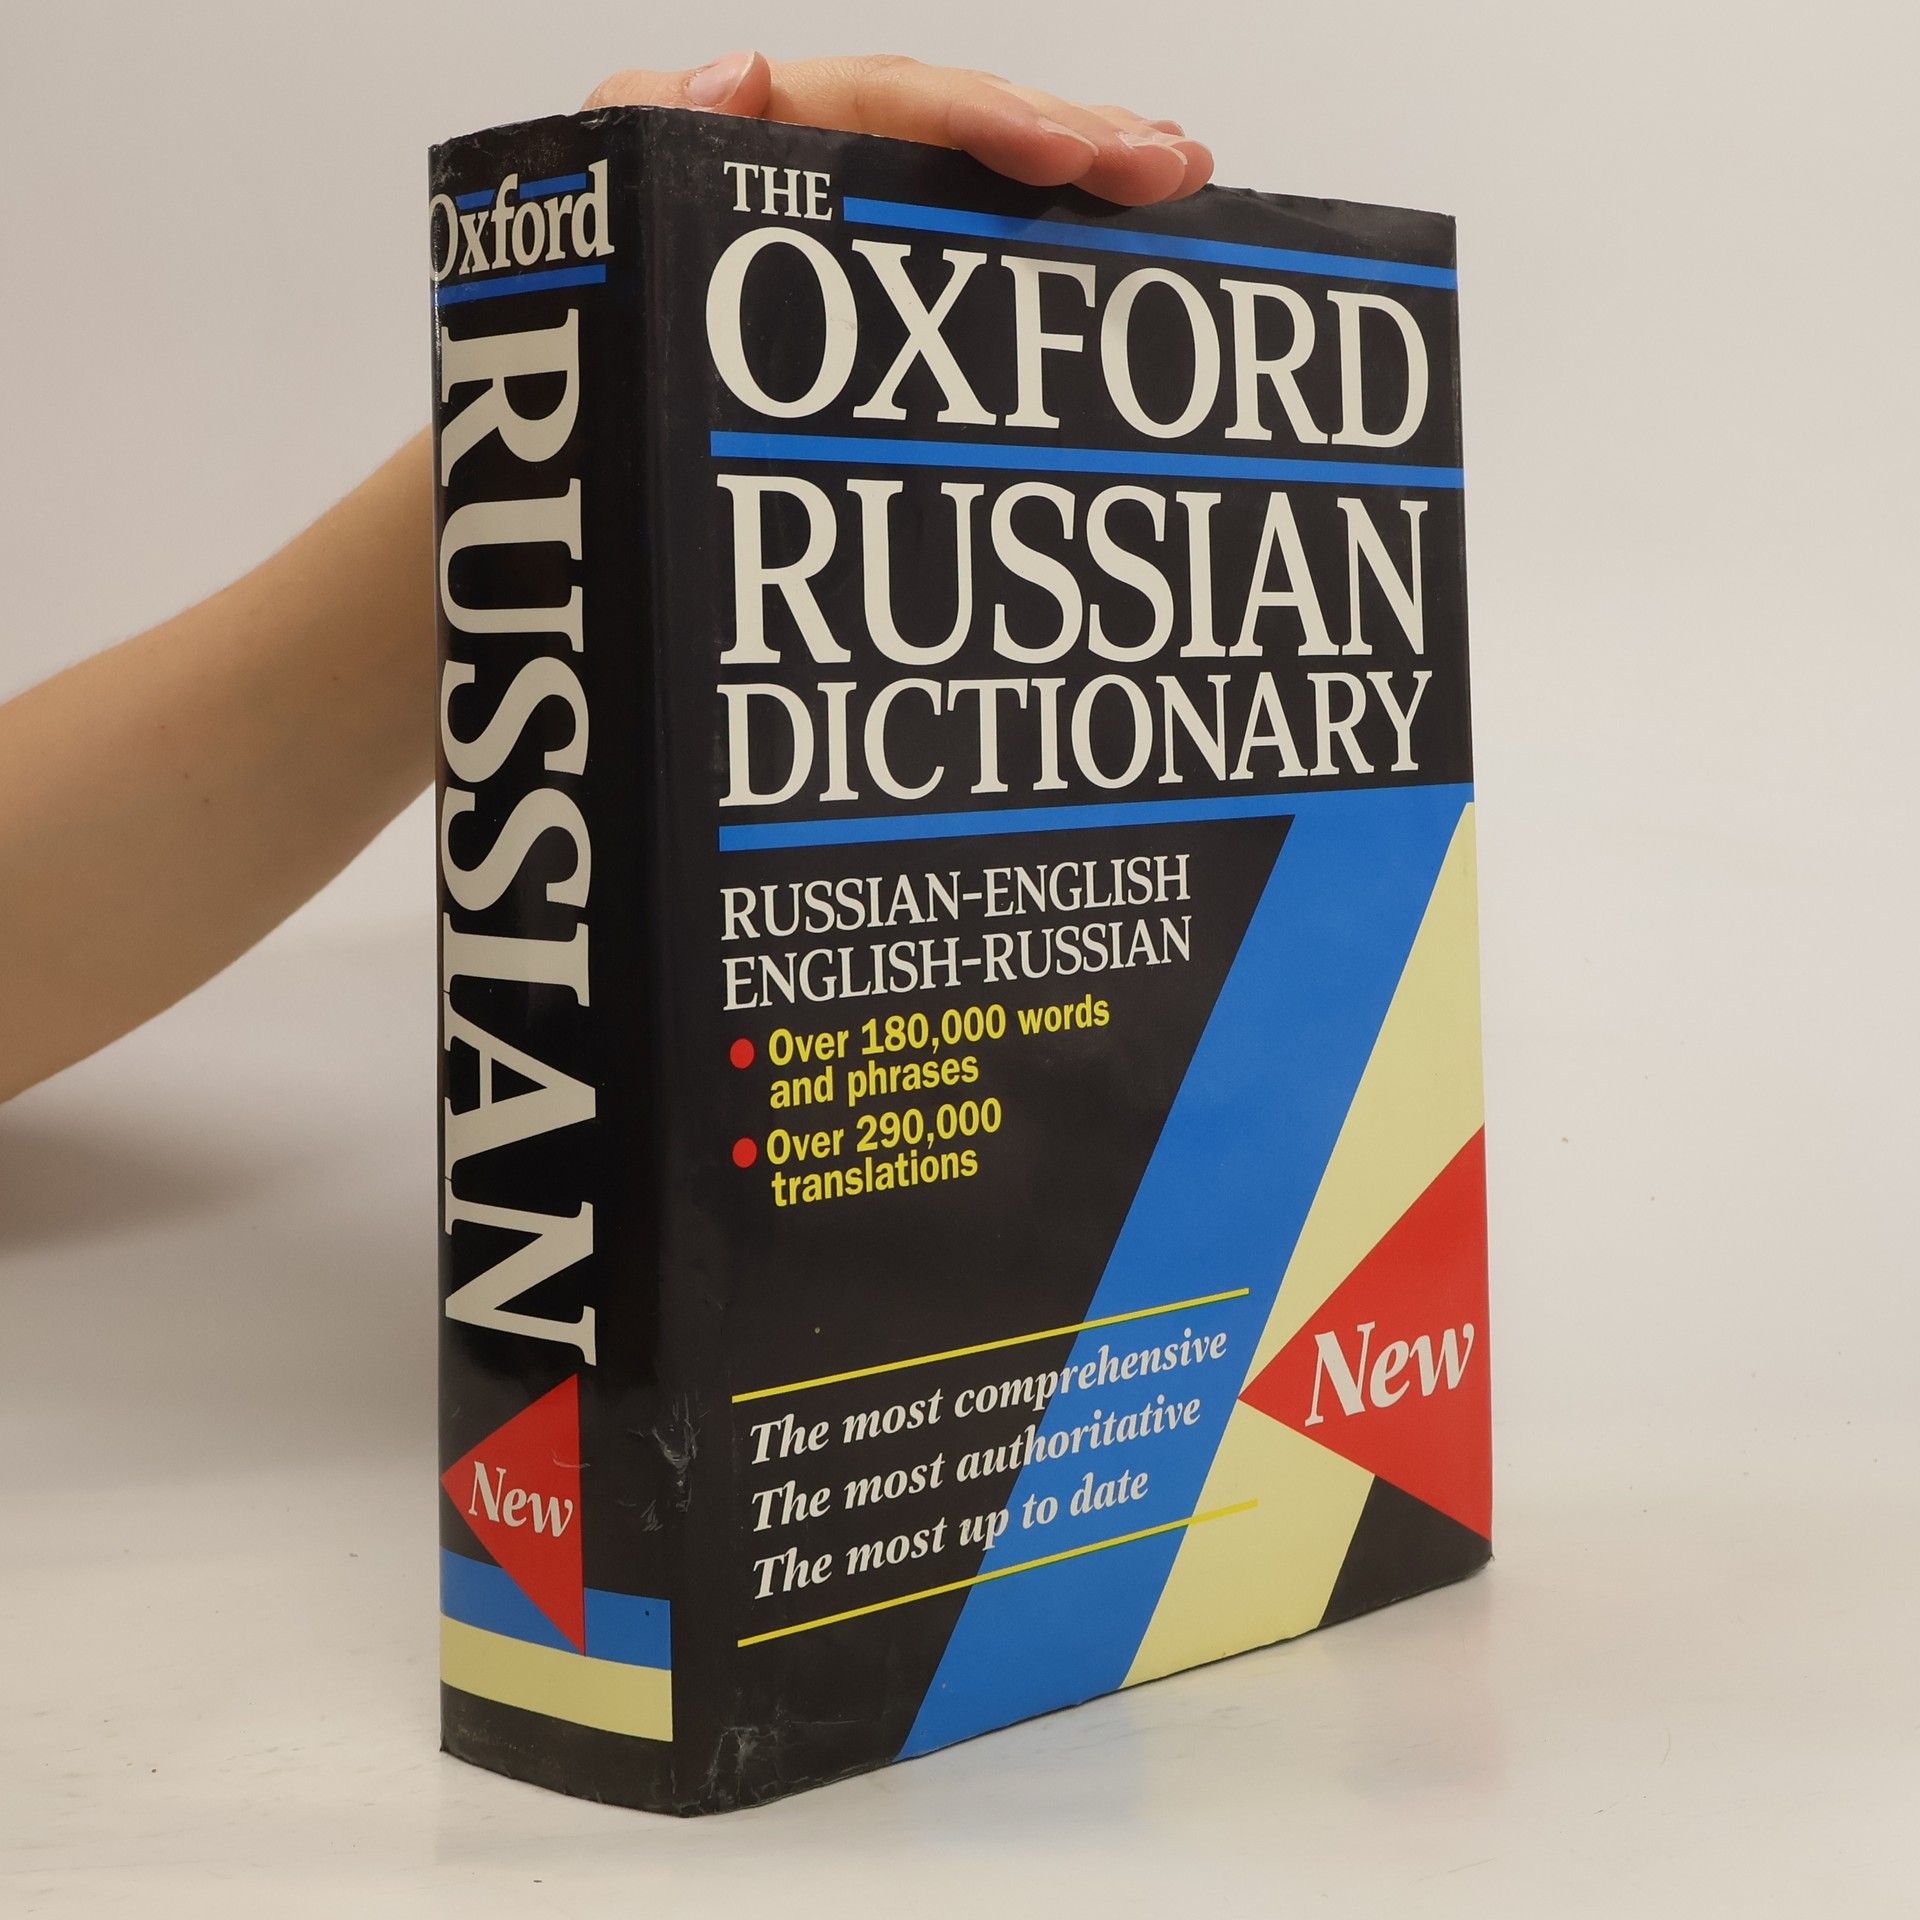 Oxford
RUSSIAN
New
THE
OXFORD
RUSSIAN
DICTIONARY
RUSSIAN-ENGLISH
ENGLISH-RUSSIAN
Over 180,000 words
and phrases
Over 290,000
translations
The most comprehensive
The most authoritative
The most up to date
New